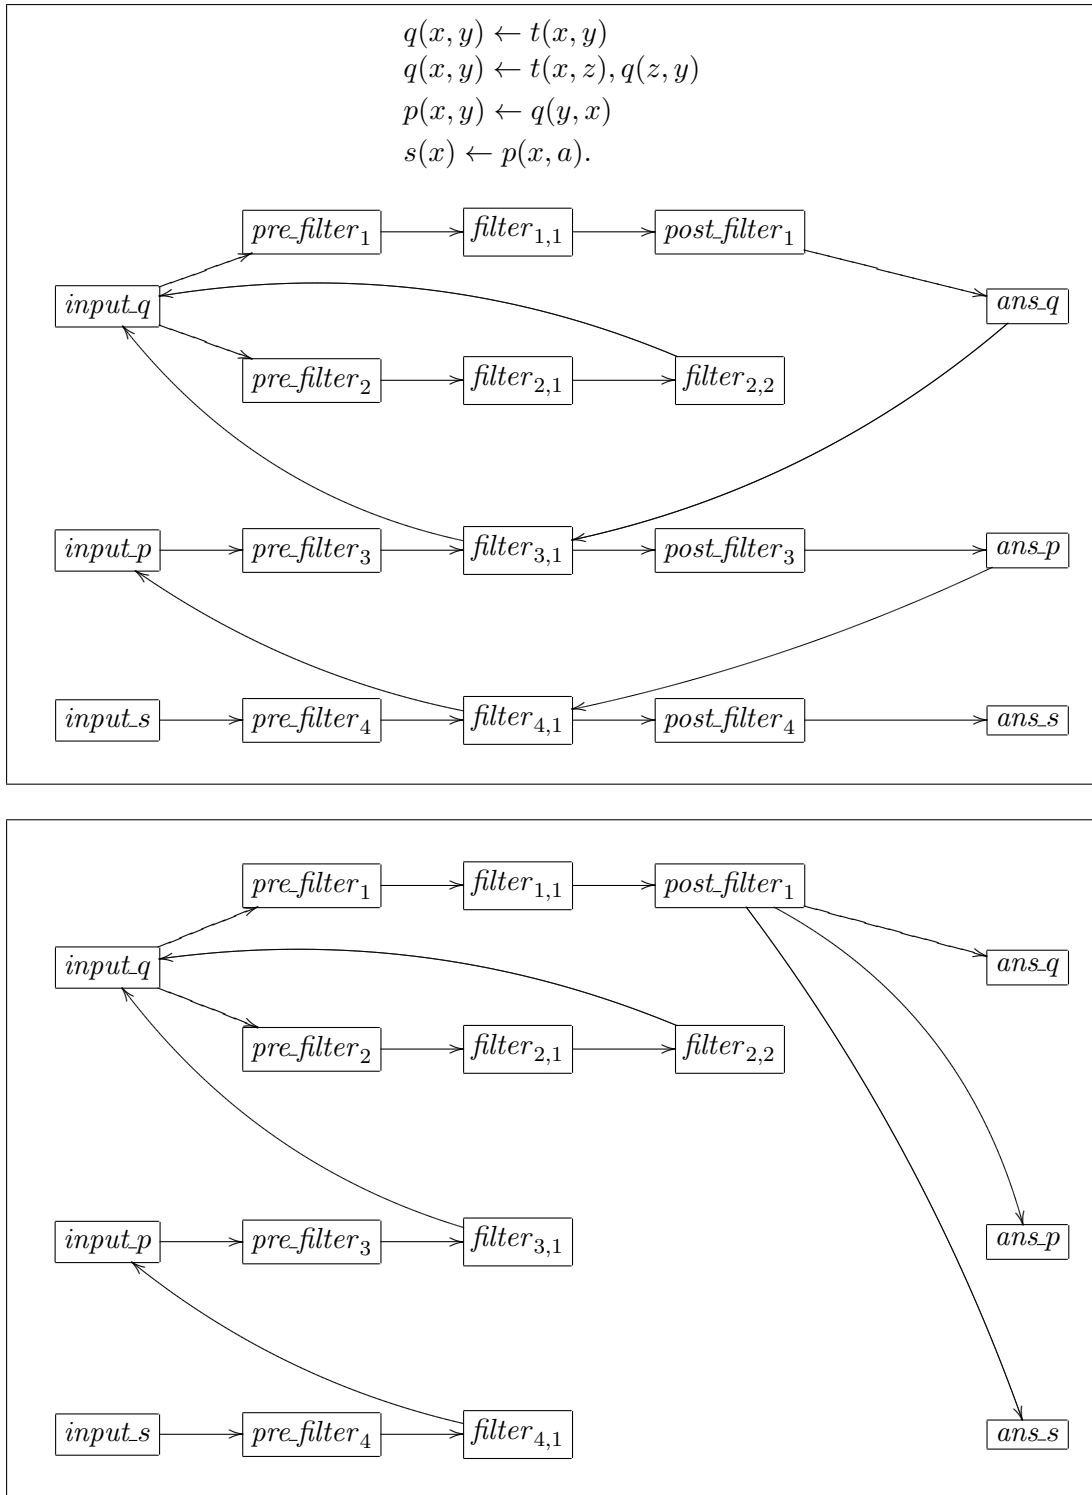 q(x, y) ← t(x, y)
q(x, y) ← t(x, z), q(z, y)
p(x, y) ← q(y, x)
s(x) ← p(x, a).
pre_filter₁ filter₁,₁ post_filter₁
input_q ans_q
pre_filter₂ filter₂,₁ filter₂,₂
input_p pre_filter₃ filter₃,₁ post_filter₃ ans_p
input_s pre_filter₄ filter₄,₁ post_filter₄ ans_s
pre_filter₁ filter₁,₁ post_filter₁
input_q ans_q
pre_filter₂ filter₂,₁ filter₂,₂
input_p pre_filter₃ filter₃,₁ ans_p
input_s pre_filter₄ filter₄,₁ ans_s